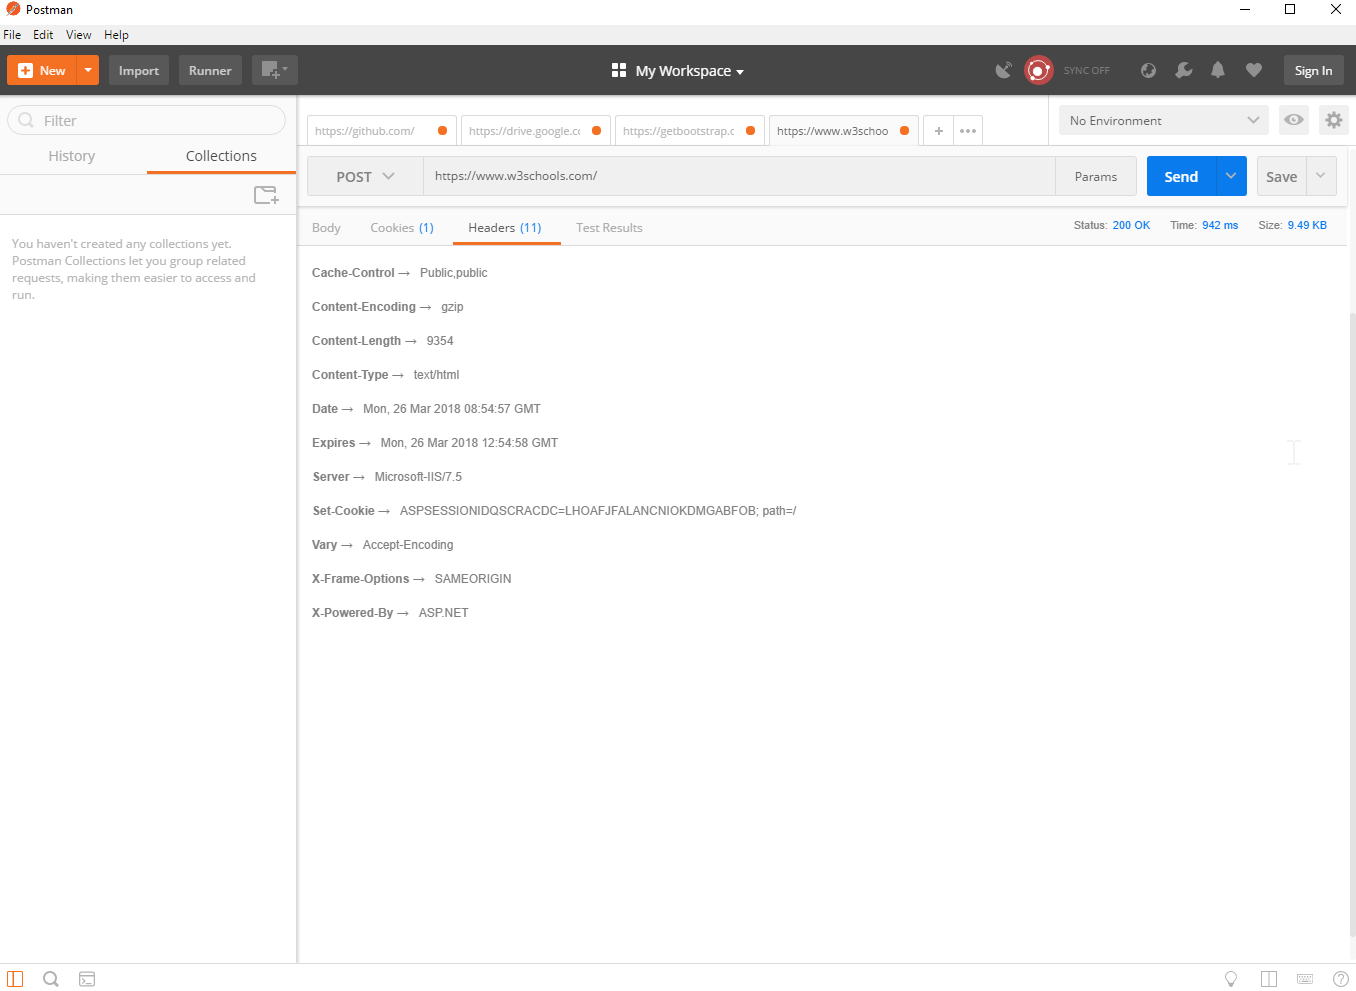 Postman
File Edit View Help
New Import Runner My Workspace SYNC OFF Sign In
Filter
History Collections
You haven't created any collections yet.
Postman Collections let you group related
requests, making them easier to access and
run.
https://github.com/ https://drive.google.cc https://getbootstrap.c https://www.w3schoo + No Environment
POST https://www.w3schools.com/ Params Send Save
Body Cookies (1) Headers (11) Test Results Status: 200 OK Time: 942 ms Size: 9.49 KB
Cache-Control → Public,public
Content-Encoding → gzip
Content-Length → 9354
Content-Type → text/html
Date → Mon, 26 Mar 2018 08:54:57 GMT
Expires → Mon, 26 Mar 2018 12:54:58 GMT
Server → Microsoft-IIS/7.5
Set-Cookie → ASPSESSIONIDQSCRACDC=LHOAFJFALANCNIOKDMGABFOB; path=/
Vary → Accept-Encoding
X-Frame-Options → SAMEORIGIN
X-Powered-By → ASP.NET